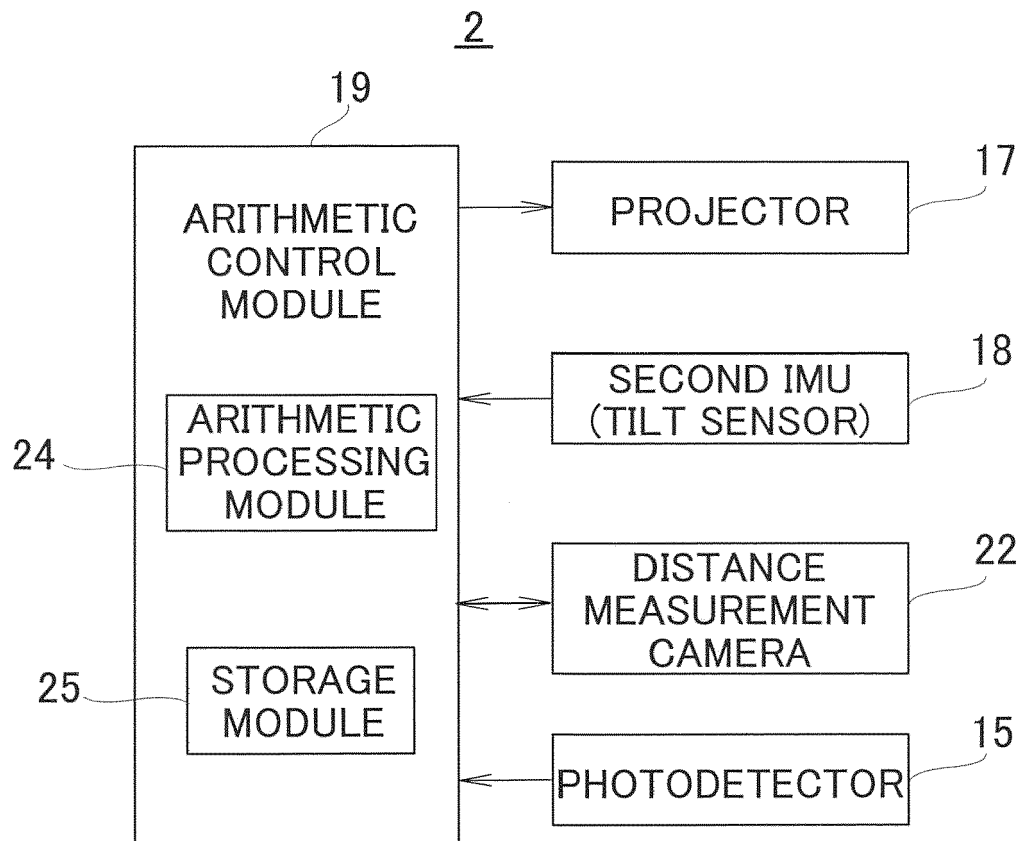 2
19
ARITHMETIC
CONTROL
MODULE
24
ARITHMETIC
PROCESSING
MODULE
25
STORAGE
MODULE
PROJECTOR
17
SECOND IMU
(TILT SENSOR)
18
DISTANCE
MEASUREMENT
CAMERA
22
PHOTODETECTOR
15